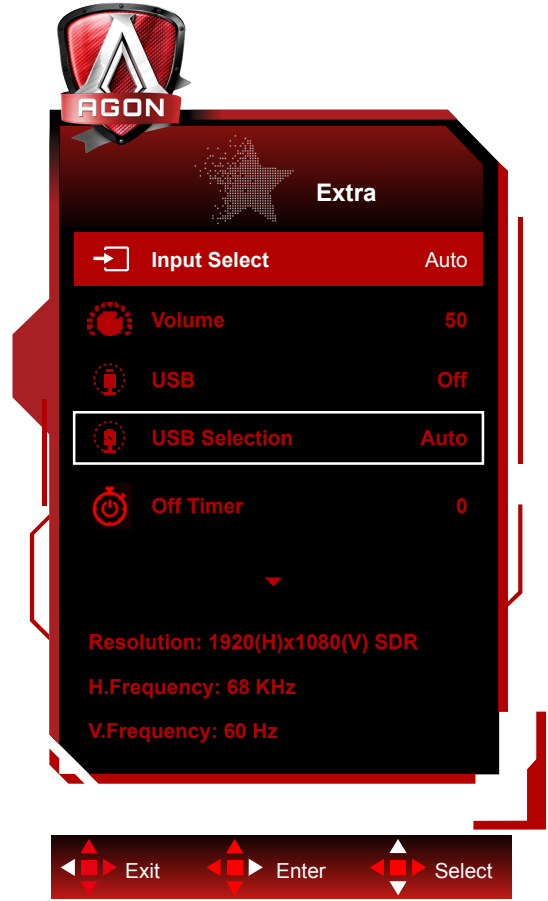 AGON
Extra
Input Select Auto
Volume 50
USB Off
USB Selection Auto
Off Timer 0
Resolution: 1920(H)x1080(V) SDR
H.Frequency: 68 KHz
V.Frequency: 60 Hz
Exit Enter Select